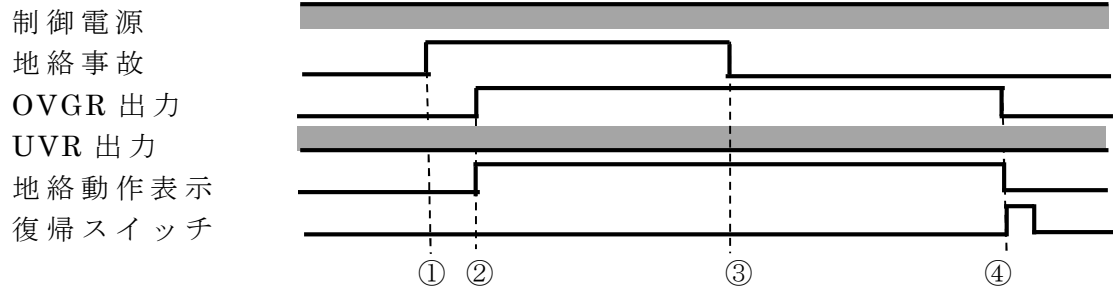 制御電源
地絡事故
OVGR 出力
UVR 出力
地絡動作表示
復帰スイッチ
① ② ③ ④